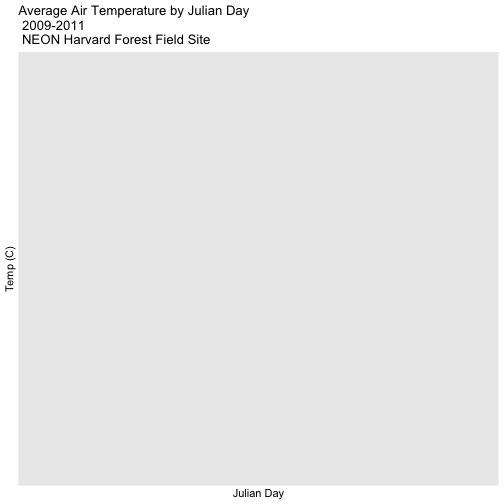 Average Air Temperature by Julian Day
2009-2011
NEON Harvard Forest Field Site
Temp (C)
Julian Day